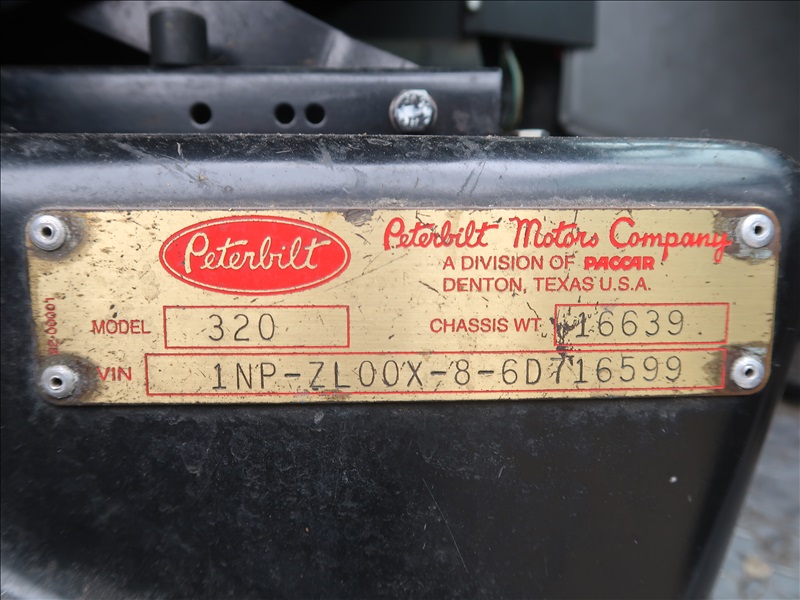 Peterbilt
Peterbilt Motors Company
A DIVISION OF PACCAR
DENTON, TEXAS U.S.A.
MODEL 320
CHASSIS WT 16639
VIN 1NP-ZL00X-8-6D716599